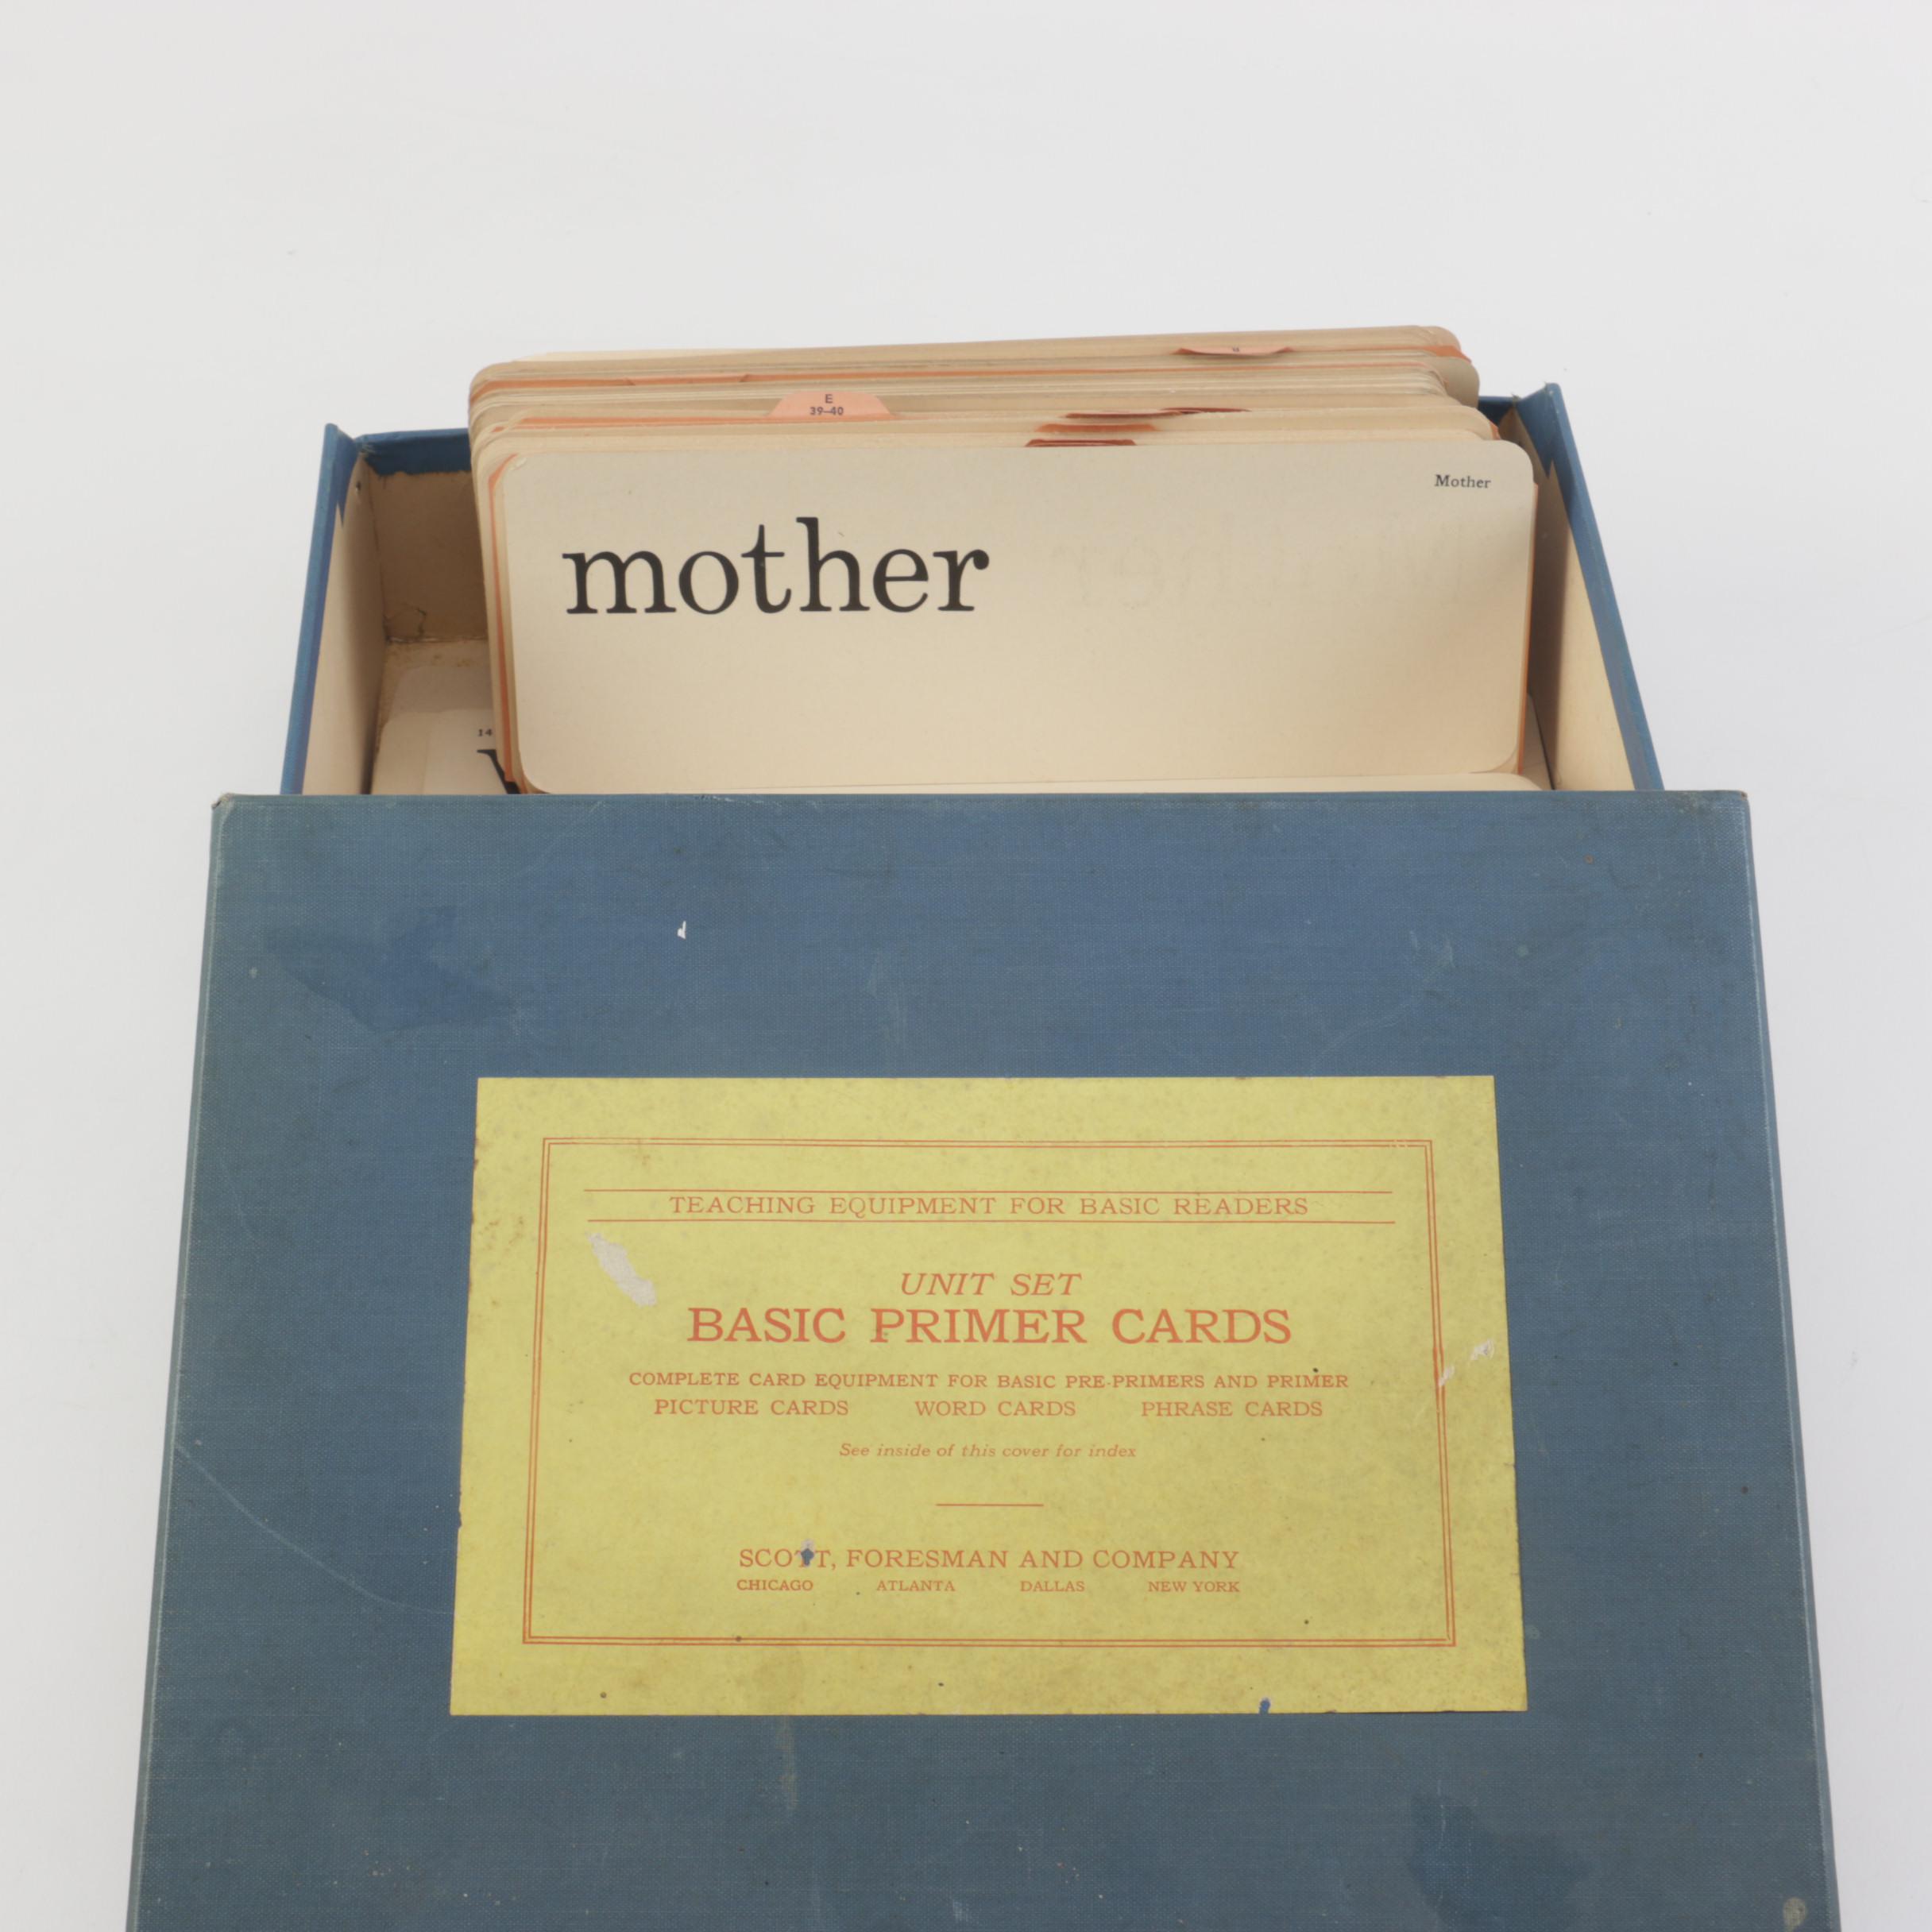 E
39–40
Mother
mother
14
TEACHING EQUIPMENT FOR BASIC READERS
UNIT SET
BASIC PRIMER CARDS
COMPLETE CARD EQUIPMENT FOR BASIC PRE-PRIMERS AND PRIMER
PICTURE CARDS WORD CARDS PHRASE CARDS
See inside of this cover for index
SCOTT, FORESMAN AND COMPANY
CHICAGO ATLANTA DALLAS NEW YORK